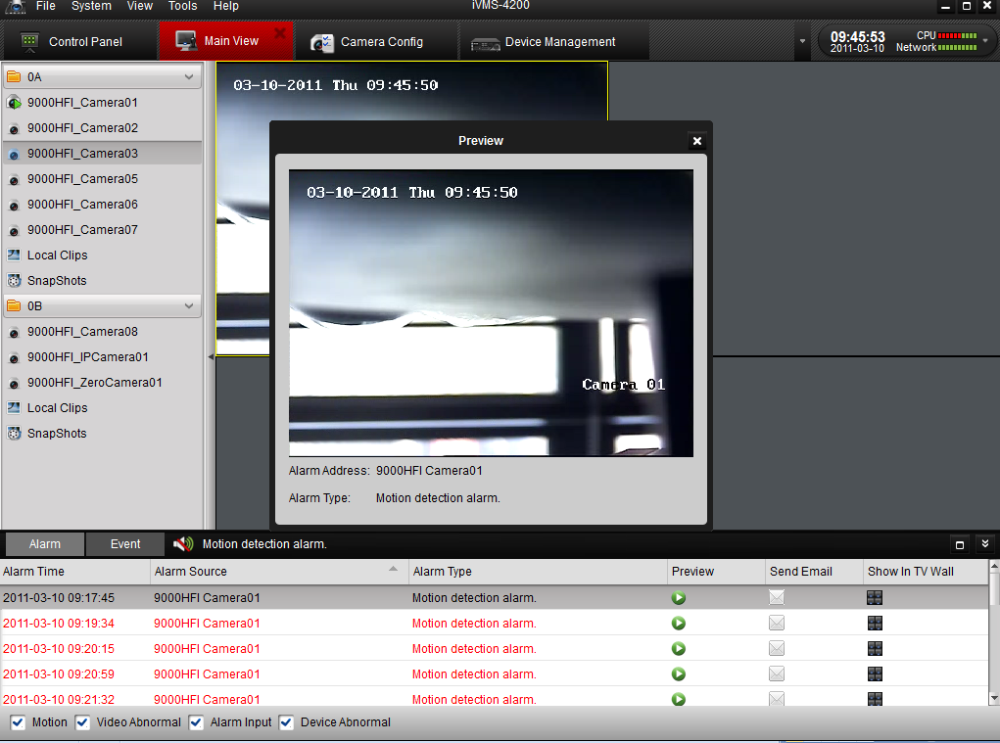 File System View Tools Help iVMS-4200
Control Panel Main View Camera Config Device Management 09:45:53 2011-03-10 CPU Network
0A
9000HFI_Camera01
9000HFI_Camera02
9000HFI_Camera03
9000HFI_Camera05
9000HFI_Camera06
9000HFI_Camera07
Local Clips
SnapShots
0B
9000HFI_Camera08
9000HFI_IPCamera01
9000HFI_ZeroCamera01
Local Clips
SnapShots
03-10-2011 Thu 09:45:50
Preview
03-10-2011 Thu 09:45:50
Camera 01
Alarm Address: 9000HFI Camera01
Alarm Type: Motion detection alarm.
Alarm Event Motion detection alarm.
Alarm Time Alarm Source Alarm Type Preview Send Email Show In TV Wall
2011-03-10 09:17:45 9000HFI Camera01 Motion detection alarm.
2011-03-10 09:19:34 9000HFI Camera01 Motion detection alarm.
2011-03-10 09:20:15 9000HFI Camera01 Motion detection alarm.
2011-03-10 09:20:59 9000HFI Camera01 Motion detection alarm.
2011-03-10 09:21:32 9000HFI Camera01 Motion detection alarm.
Motion Video Abnormal Alarm Input Device Abnormal